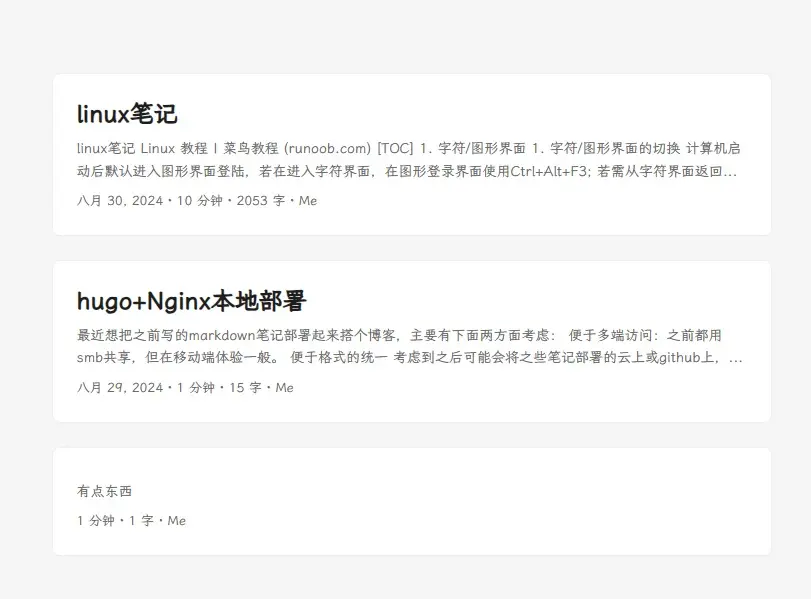 linux笔记
linux笔记 Linux 教程 | 菜鸟教程 (runoob.com) [TOC] 1. 字符/图形界面 1. 字符/图形界面的切换 计算机启
动后默认进入图形界面登陆，若在进入字符界面，在图形登录界面使用Ctrl+Alt+F3; 若需从字符界面返回...
八月 30, 2024·10 分钟·2053 字·Me
hugo+Nginx本地部署
最近想把之前写的markdown笔记部署起来搭个博客，主要有下面两方面考虑： 便于多端访问：之前都用
smb共享，但在移动端体验一般。 便于格式的统一 考虑到之后可能会将之些笔记部署的云上或github上，...
八月 29, 2024·1 分钟·15 字·Me
有点东西
1 分钟·1 字·Me